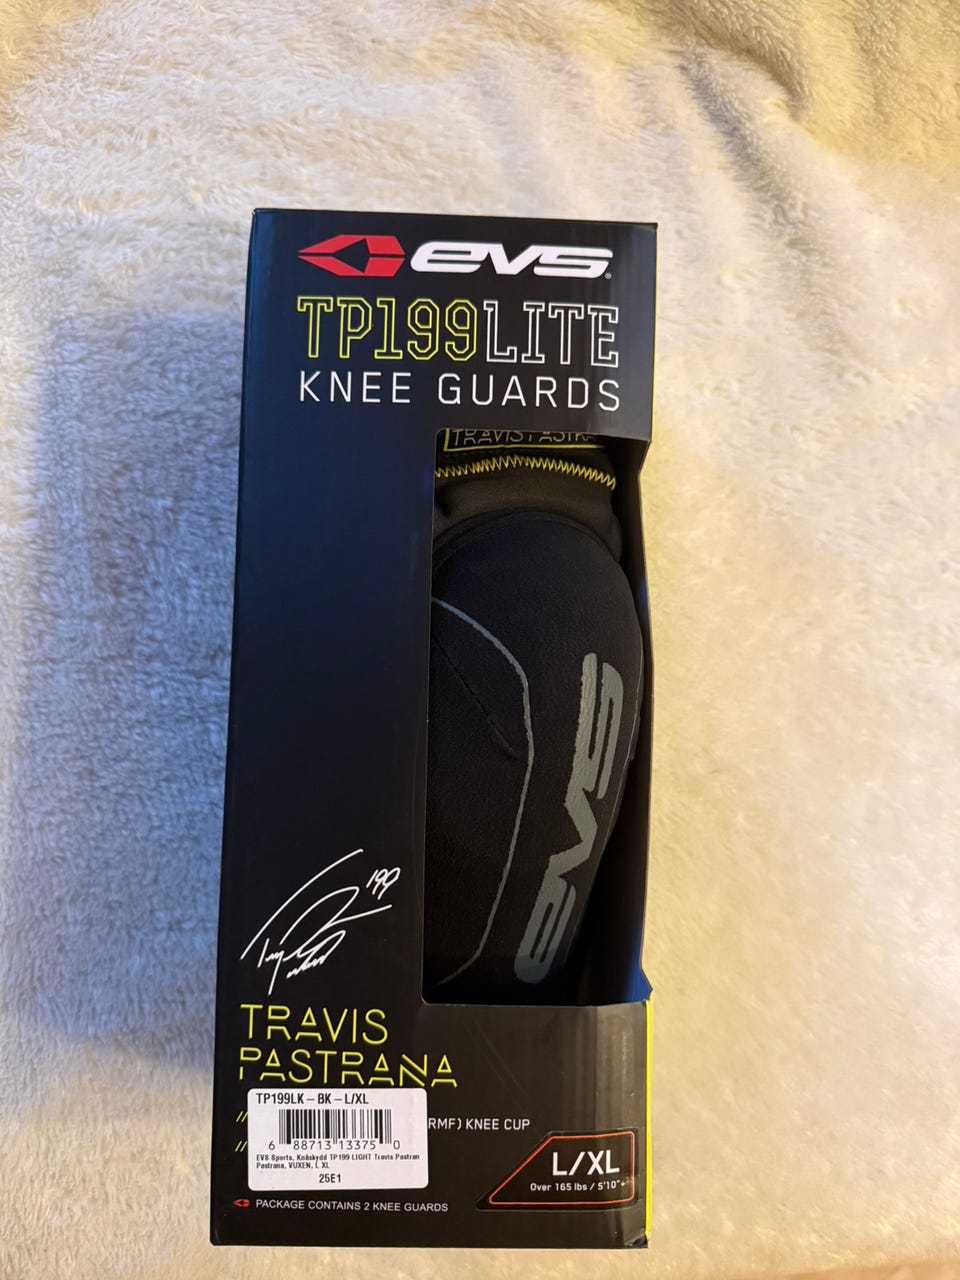 evs®
TP199LITE
KNEE GUARDS
TRAVIS PASTRA
EVS
199
TRAVIS
PASTRANA
TP199LK – BK – L/XL
RMF) KNEE CUP
6 88713 13375 0
EVS Sports, Knäskydd TP199 LIGHT Travis Pastran
Pastrana, VUXEN, L XL
25E1
L/XL
Over 165 lbs / 5'10"+
PACKAGE CONTAINS 2 KNEE GUARDS